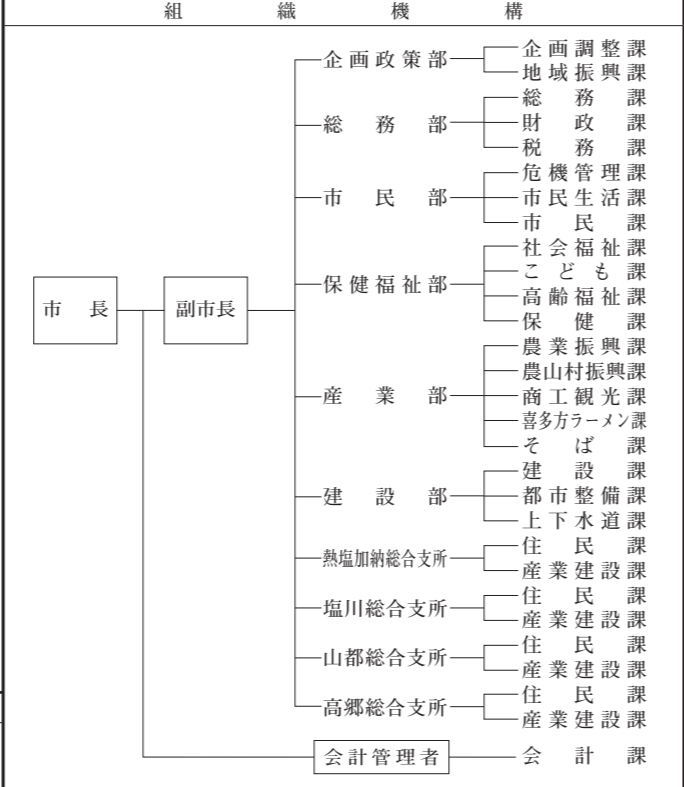 組織機構
企画政策部
企画調整課
地域振興課
総務部
総務課
財政課
税務課
市民部
危機管理課
市民生活課
市民課
保健福祉部
社会福祉課
こども課
高齢福祉課
保健課
市長
副市長
産業部
農業振興課
農山村振興課
商工観光課
喜多方ラーメン課
そば課
建設部
建設課
都市整備課
上下水道課
熱塩加納総合支所
住民課
産業建設課
塩川総合支所
住民課
産業建設課
山都総合支所
住民課
産業建設課
高郷総合支所
住民課
産業建設課
会計管理者
会計課